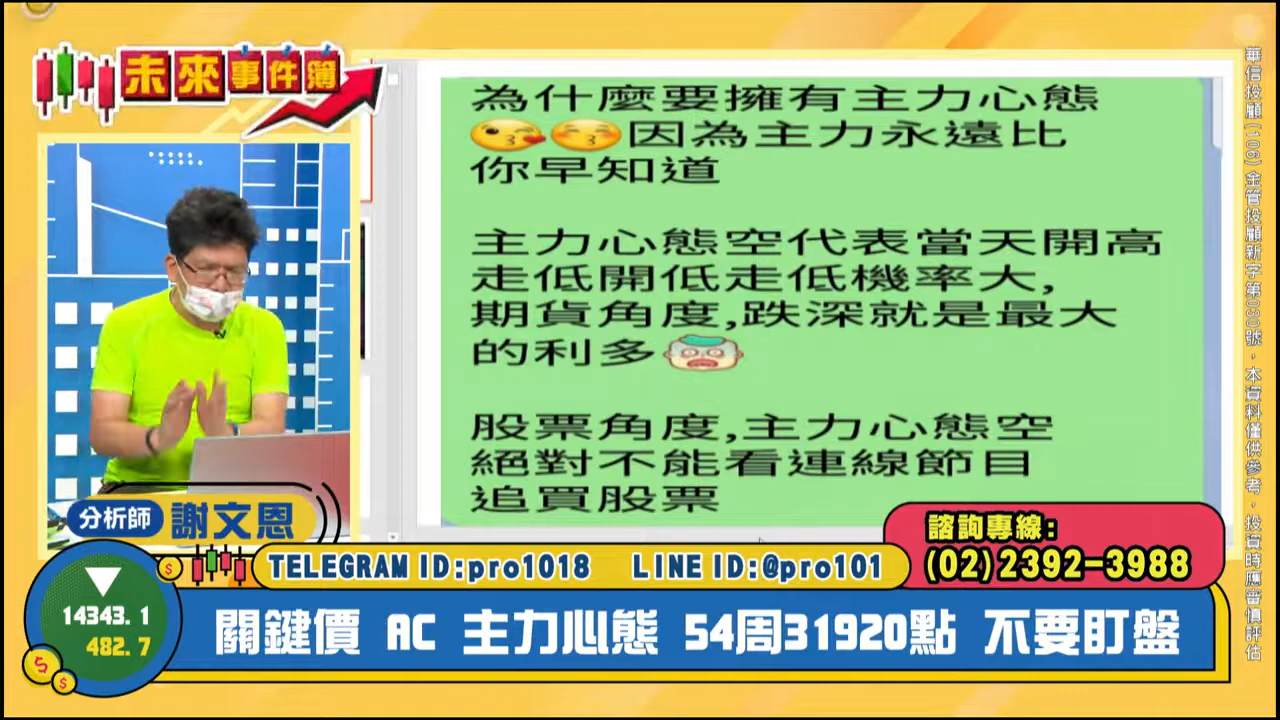 未來事件簿
為什麼要擁有主力心態
因為主力永遠比
你早知道
主力心態空代表當天開高
走低開低走低機率大,
期貨角度,跌深就是最大
的利多
股票角度,主力心態空
絕對不能看連線節目
追買股票
分析師 謝文恩
諮詢專線:
(02)2392-3988
TELEGRAM ID:pro1018 LINE ID:@pro101
14343.1
482.7
關鍵價 AC 主力心態 54周31920點 不要盯盤
華信投顧(106)金管投顧新字第030號，本資料僅供參考，投資時應審慎評估